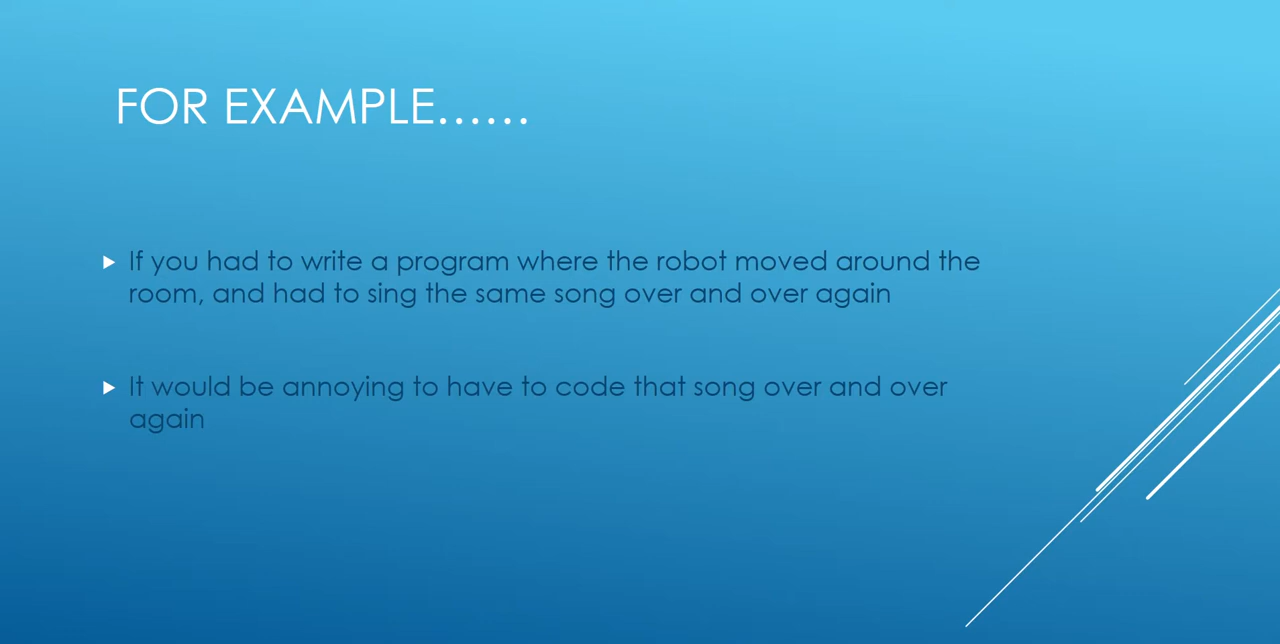 FOR EXAMPLE……
If you had to write a program where the robot moved around the
room, and had to sing the same song over and over again
It would be annoying to have to code that song over and over
again